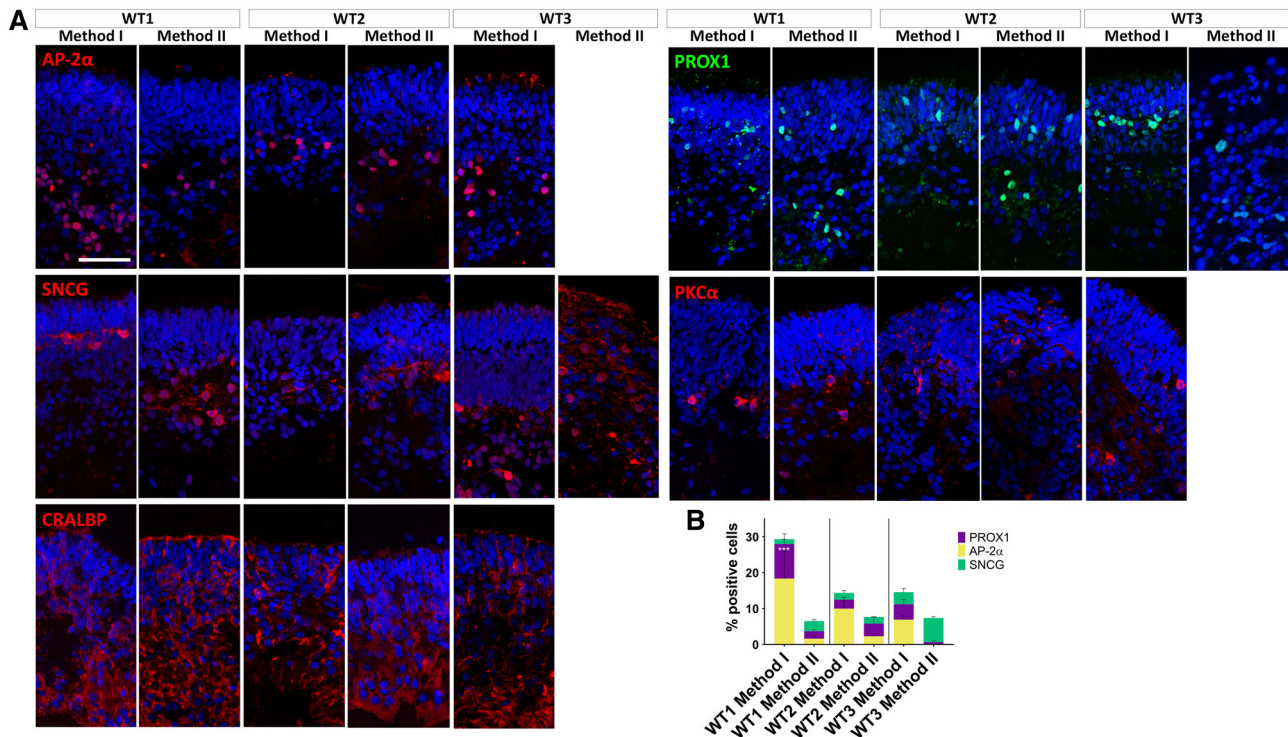 WT1 WT2 WT3 WT1 WT2 WT3
A Method I Method II Method I Method II Method I Method II Method I Method II Method I Method II Method I Method II
AP-2α PROX1
SNCG PKCα
CRALBP
B
30
20
10
0
% positive cells
***
PROX1
AP-2α
SNCG
WT1 Method I
WT1 Method II
WT2 Method I
WT2 Method II
WT3 Method I
WT3 Method II